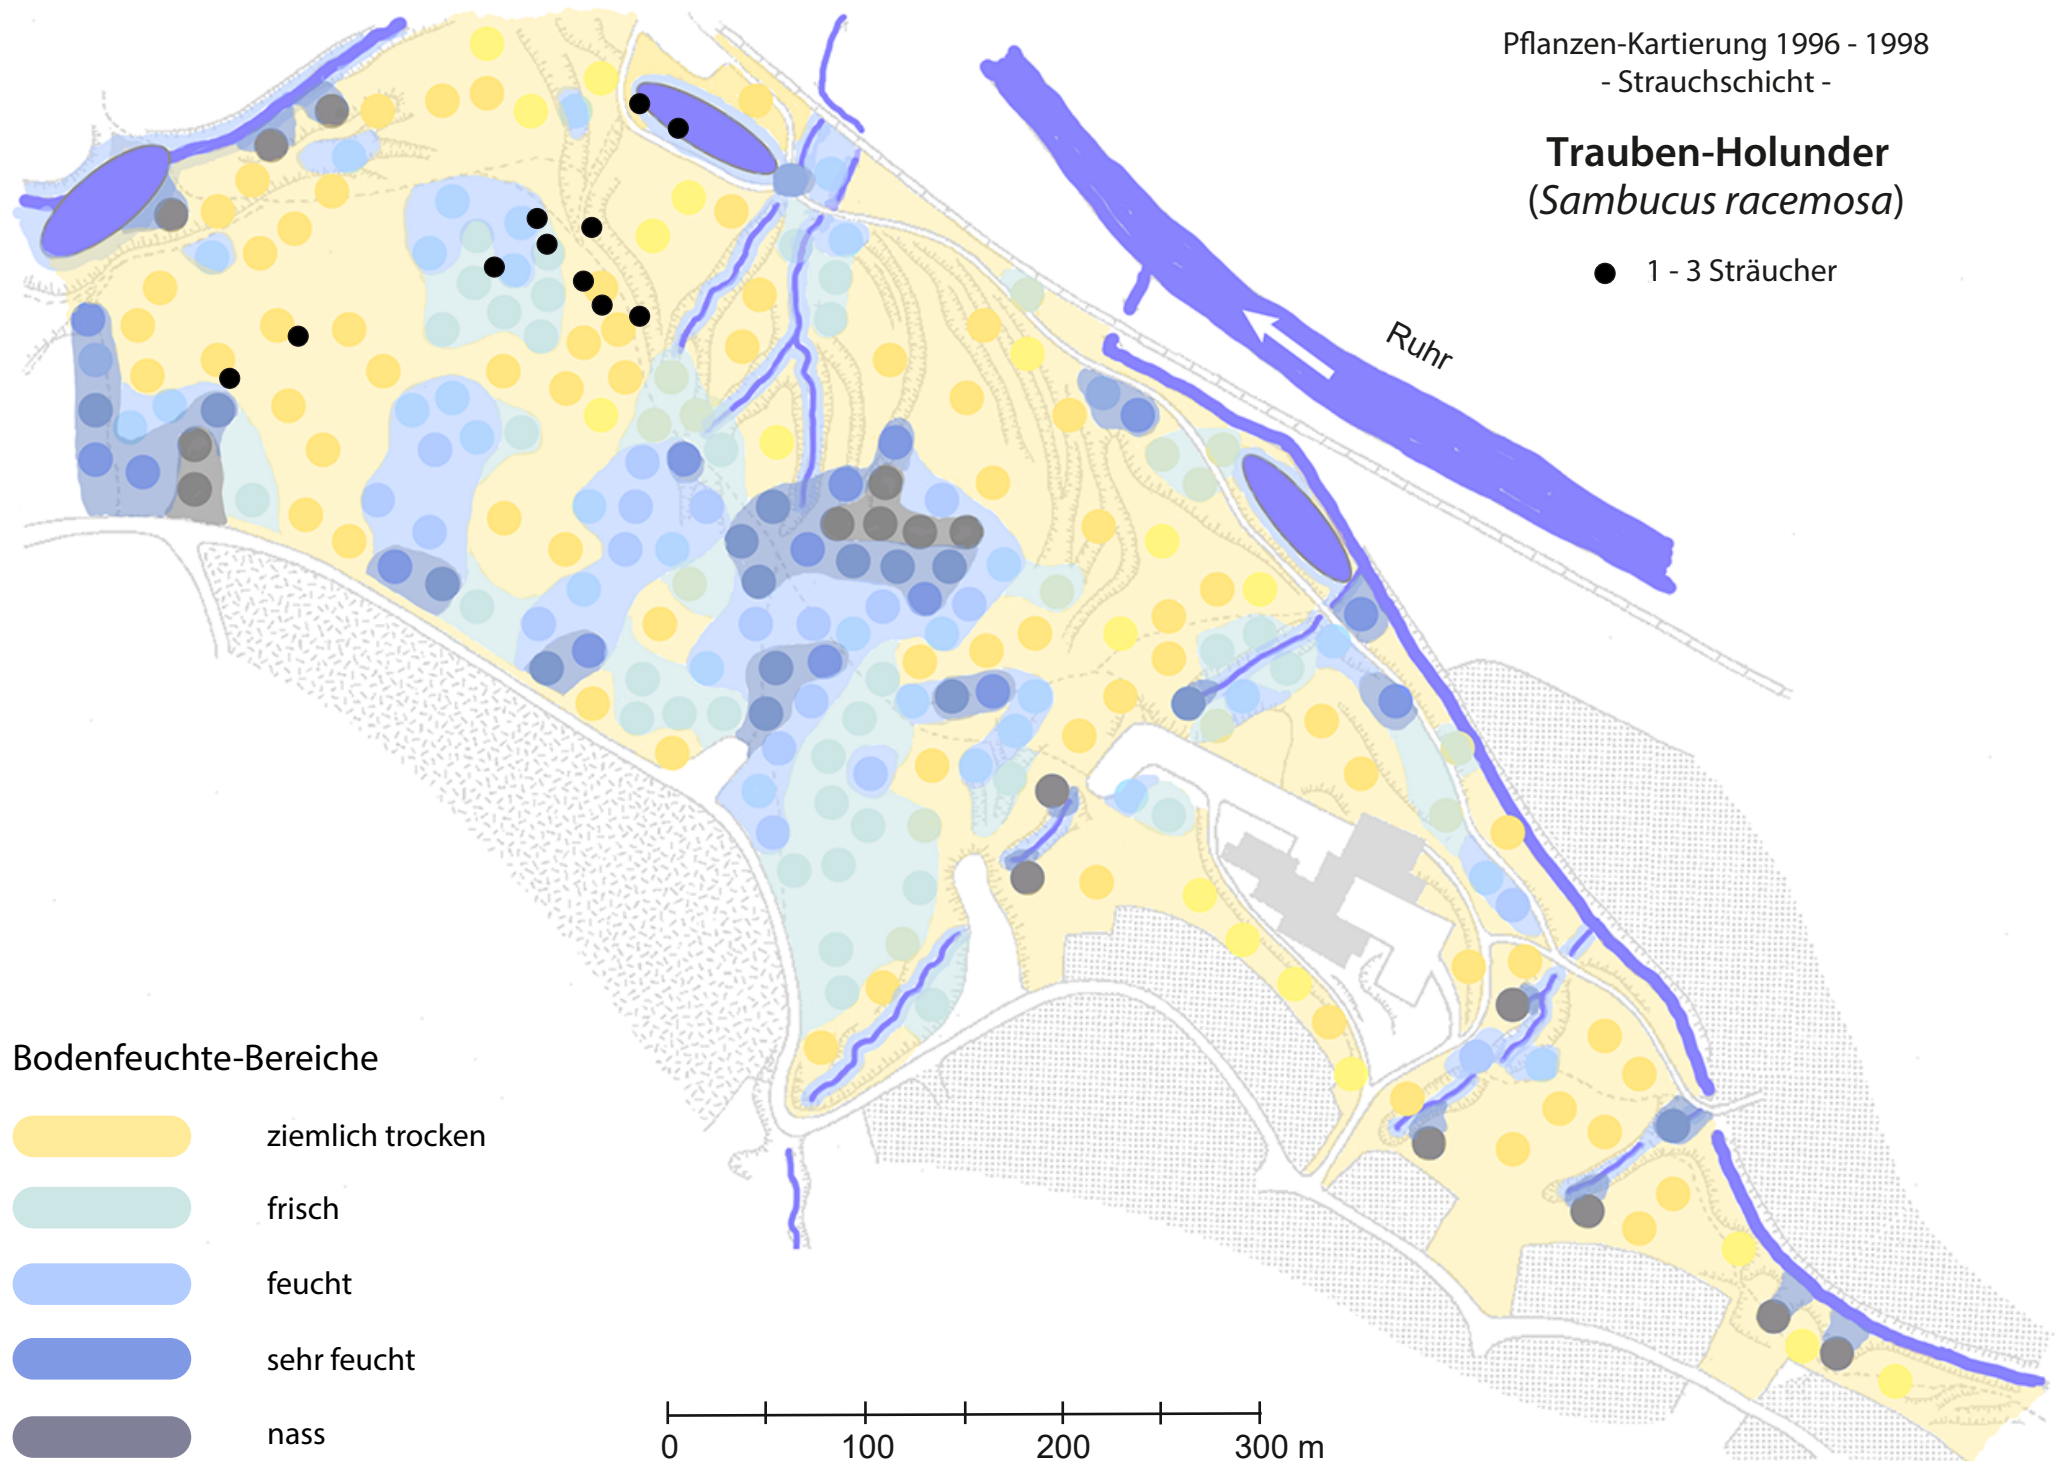 Pflanzen-Kartierung 1996 - 1998
- Strauchschicht -
Trauben-Holunder
(Sambucus racemosa)
1 - 3 Sträucher
Ruhr
Bodenfeuchte-Bereiche
ziemlich trocken
frisch
feucht
sehr feucht
nass
0 100 200 300 m